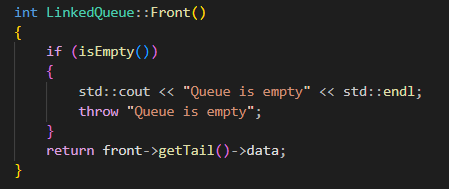 int LinkedQueue::Front()
{
    if (isEmpty())
    {
        std::cout << "Queue is empty" << std::endl;
        throw "Queue is empty";
    }
    return front->getTail()->data;
}